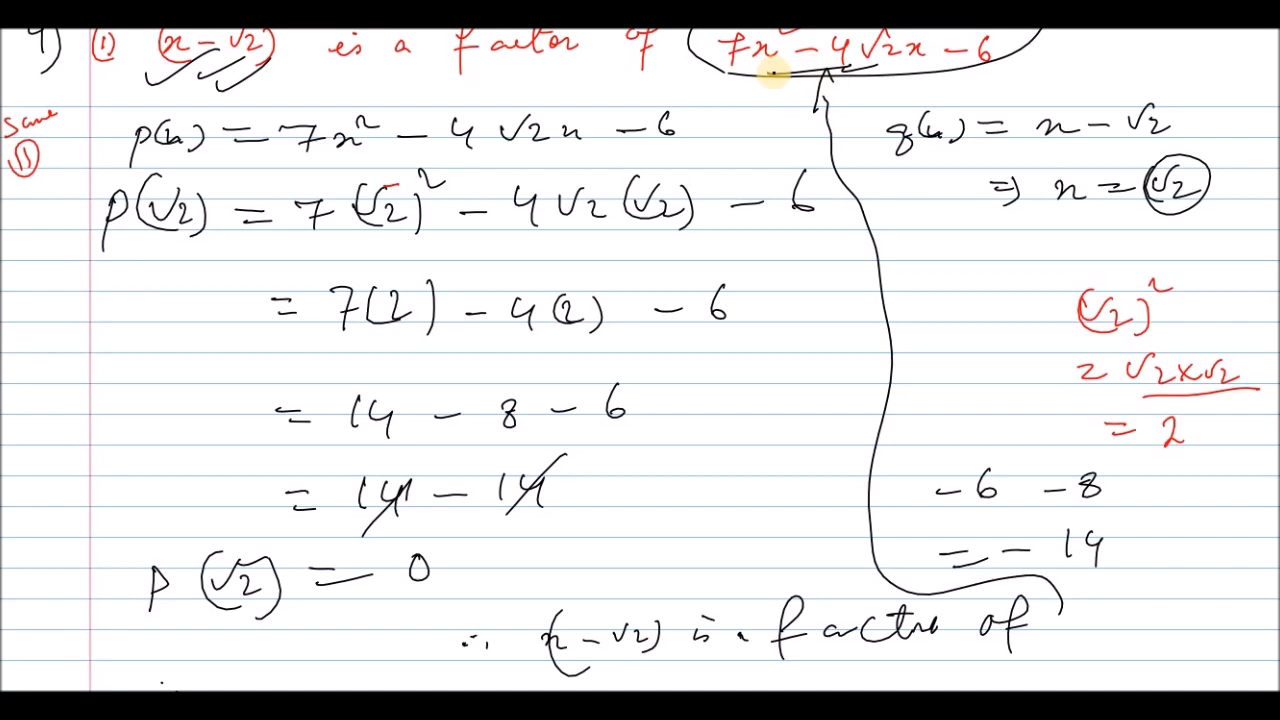 4) (i) (x - √2) is a factor of 7x² - 4√2x - 6
same
(ii)
p(x) = 7x² - 4√2x - 6
q(x) = x - √2
⇒ x = √2
p(√2) = 7(√2)² - 4√2(√2) - 6
= 7(2) - 4(2) - 6
(√2)²
= √2×√2
= 2
= 14 - 8 - 6
= 14 - 14
-6 -8
= -14
p(√2) = 0
∴ (x - √2) is a factor of